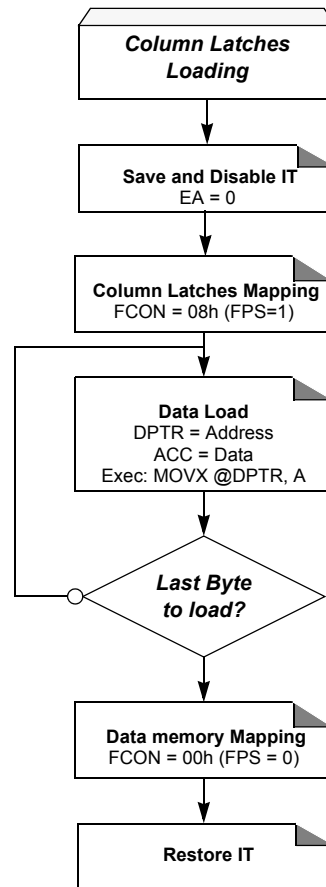 Column Latches
Loading
Save and Disable IT
EA = 0
Column Latches Mapping
FCON = 08h (FPS=1)
Data Load
DPTR = Address
ACC = Data
Exec: MOVX @DPTR, A
Last Byte
to load?
Data memory Mapping
FCON = 00h (FPS = 0)
Restore IT